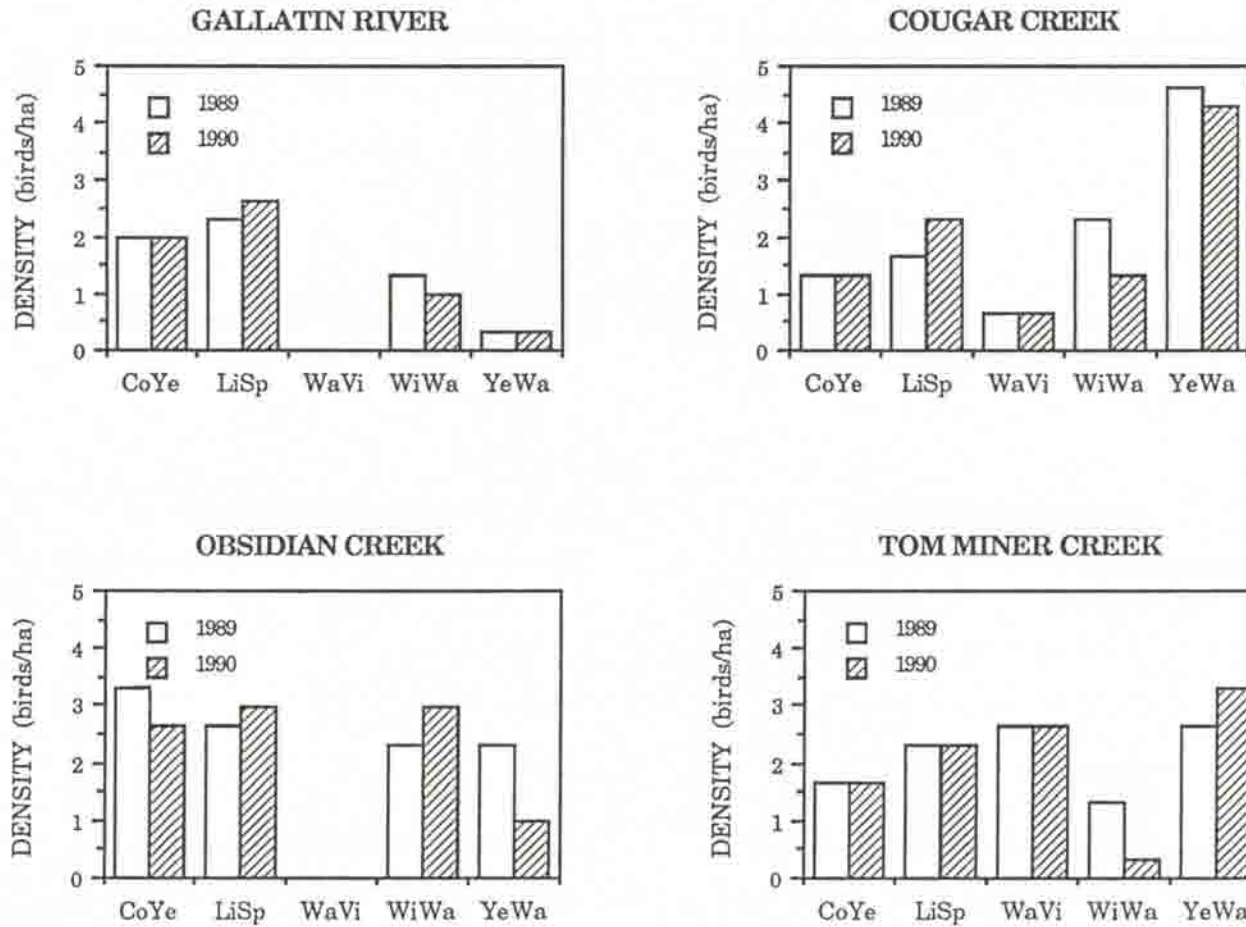 GALLATIN RIVER
DENSITY (birds/ha)
5
4
3
2
1
0
1989
1990
CoYe LiSp WaVi WiWa YeWa
COUGAR CREEK
DENSITY (birds/ha)
5
4
3
2
1
0
1989
1990
CoYe LiSp WaVi WiWa YeWa
OBSIDIAN CREEK
DENSITY (birds/ha)
5
4
3
2
1
0
1989
1990
CoYe LiSp WaVi WiWa YeWa
TOM MINER CREEK
DENSITY (birds/ha)
5
4
3
2
1
0
1989
1990
CoYe LiSp WaVi WiWa YeWa